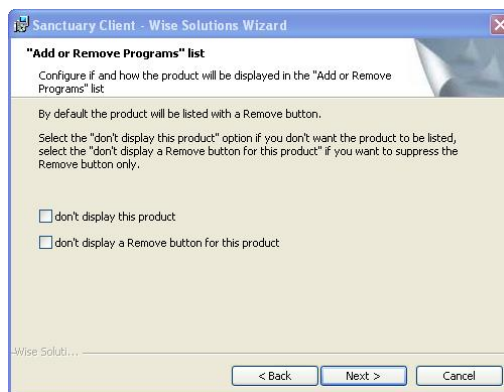 Sanctuary Client - Wise Solutions Wizard
"Add or Remove Programs" list
Configure if and how the product will be displayed in the "Add or Remove
Programs" list
By default the product will be listed with a Remove button.
Select the "don't display this product" option if you don't want the product to be listed,
select the "don't display a Remove button for this product" if you want to suppress the
Remove button only.
don't display this product
don't display a Remove button for this product
Wise Soluti...
< Back Next > Cancel